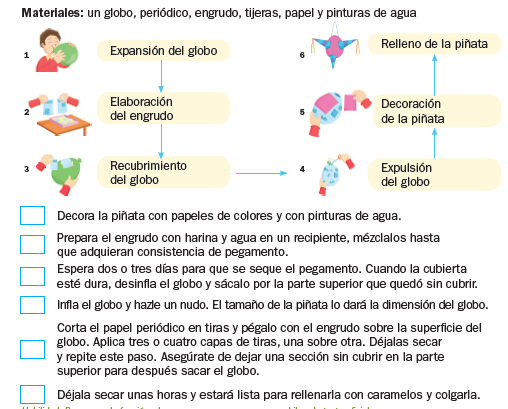 Materiales: un globo, periódico, engrudo, tijeras, papel y pinturas de agua
1
Expansión del globo
2
Elaboración
del engrudo
3
Recubrimiento
del globo
4
Expulsión
del globo
5
Decoración
de la piñata
6
Relleno de la piñata
Decora la piñata con papeles de colores y con pinturas de agua.
Prepara el engrudo con harina y agua en un recipiente, mézclalos hasta
que adquieran consistencia de pegamento.
Espera dos o tres días para que se seque el pegamento. Cuando la cubierta
esté dura, desinfla el globo y sácalo por la parte superior que quedó sin cubrir.
Infla el globo y hazle un nudo. El tamaño de la piñata lo dará la dimensión del globo.
Corta el papel periódico en tiras y pégalo con el engrudo sobre la superficie del
globo. Aplica tres o cuatro capas de tiras, una sobre otra. Déjalas secar
y repite este paso. Asegúrate de dejar una sección sin cubrir en la parte
superior para después sacar el globo.
Déjala secar unas horas y estará lista para rellenarla con caramelos y colgarla.